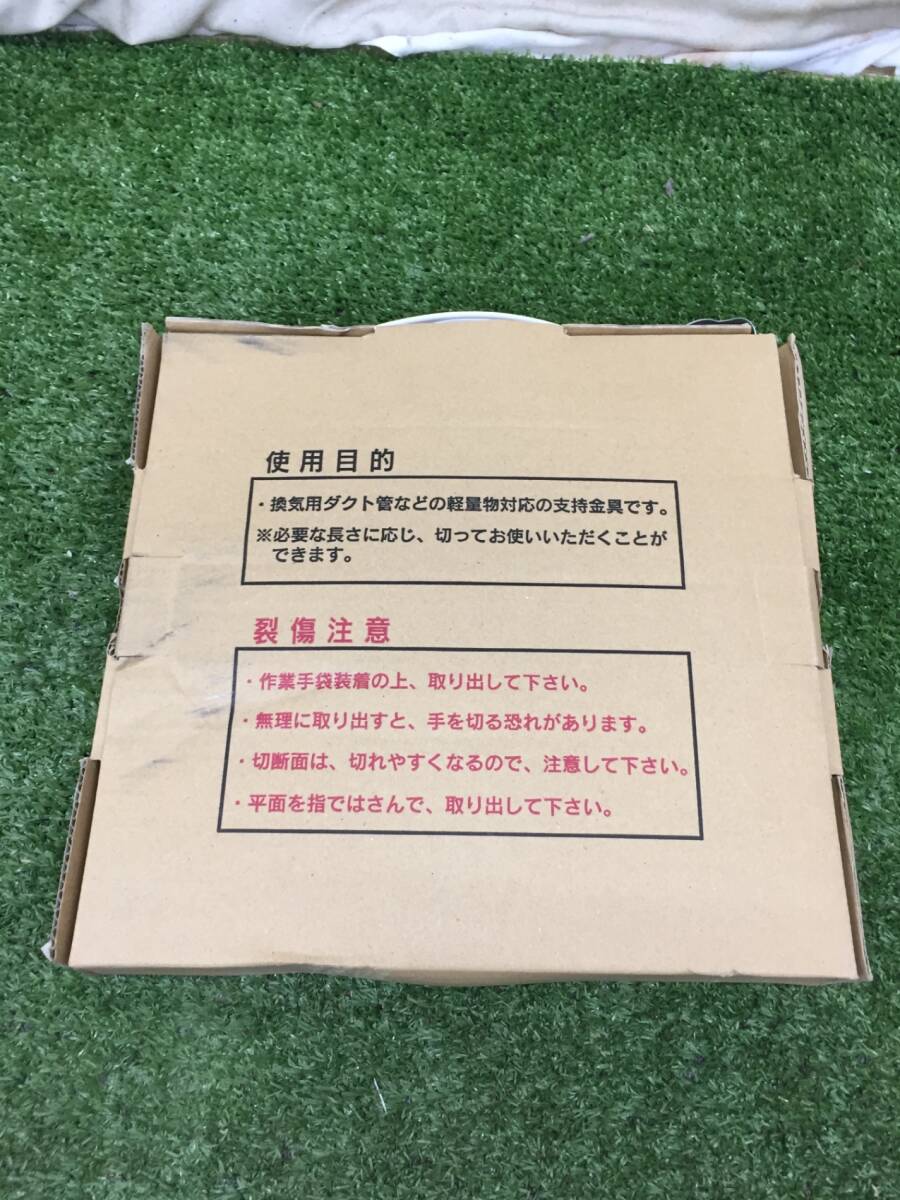 使用目的
・換気用ダクト管などの軽量物対応の支持金具です。
※必要な長さに応じ、切ってお使いいただくことが
できます。
裂傷注意
・作業手袋装着の上、取り出して下さい。
・無理に取り出すと、手を切る恐れがあります。
・切断面は、切れやすくなるので、注意して下さい。
・平面を指ではさんで、取り出して下さい。